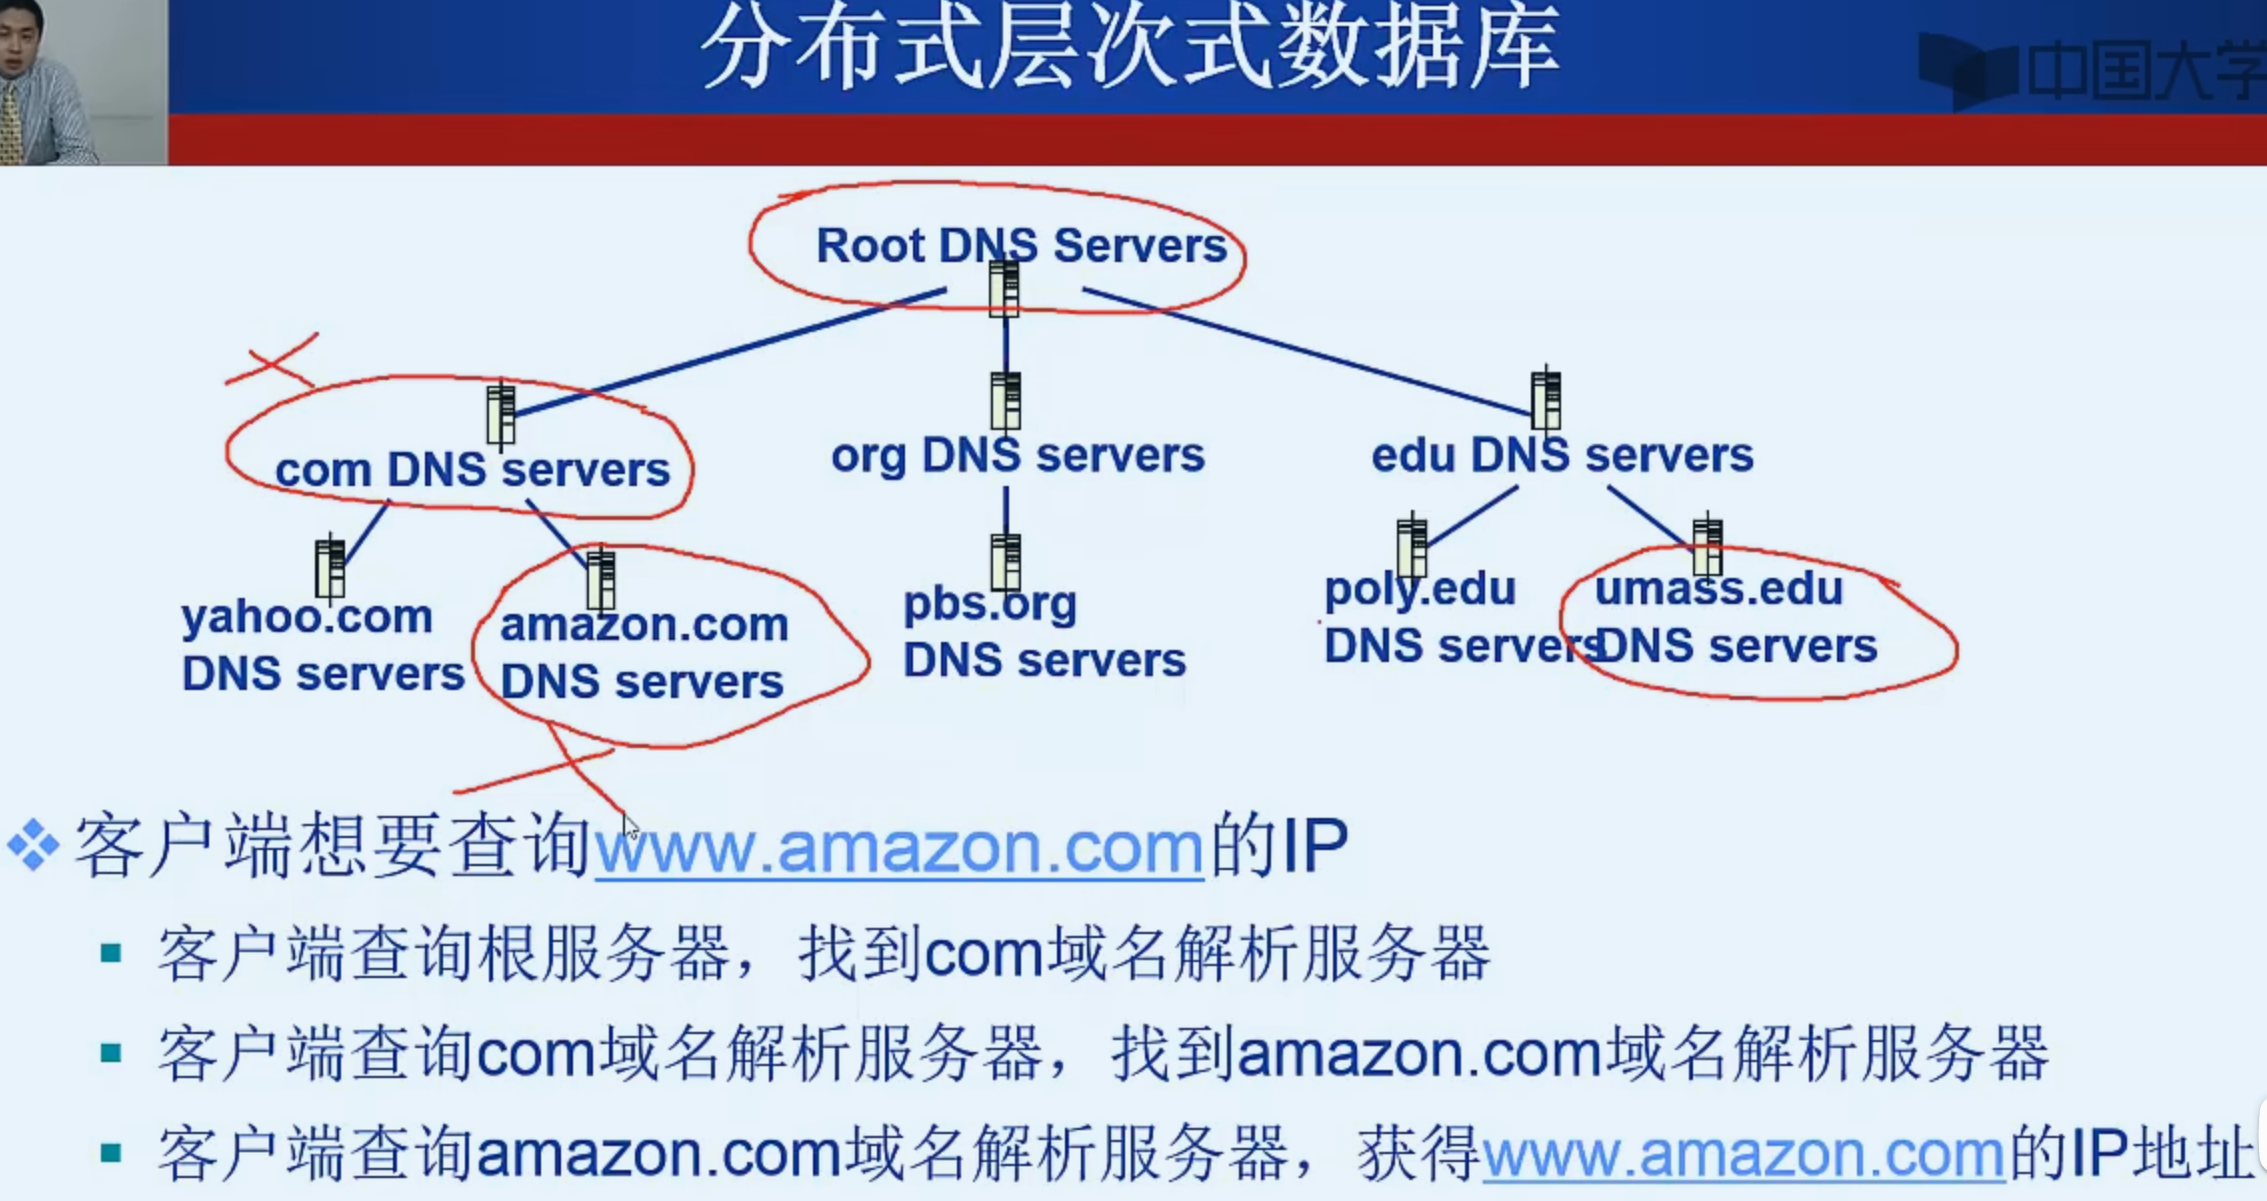 分布式层次式数据库
中国大学
Root DNS Servers
com DNS servers
org DNS servers
edu DNS servers
yahoo.com
DNS servers
amazon.com
DNS servers
pbs.org
DNS servers
poly.edu
DNS servers
umass.edu
DNS servers
客户端想要查询www.amazon.com的IP
客户端查询根服务器，找到com域名解析服务器
客户端查询com域名解析服务器，找到amazon.com域名解析服务器
客户端查询amazon.com域名解析服务器，获得www.amazon.com的IP地址